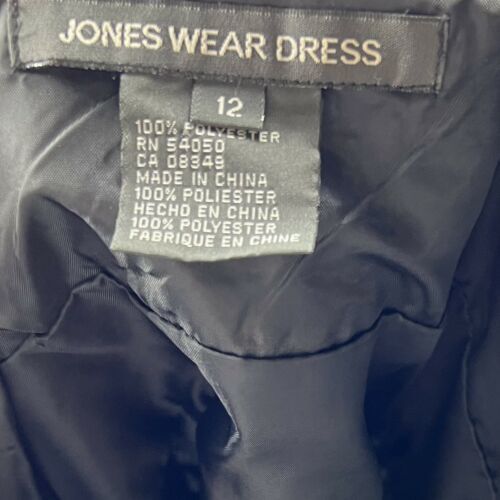 JONES WEAR DRESS
12
100% POLYESTER
RN 54050
CA 08349
MADE IN CHINA
100% POLYESTER
HECHO EN CHINA
100% POLYESTER
FABRIQUE EN CHINE